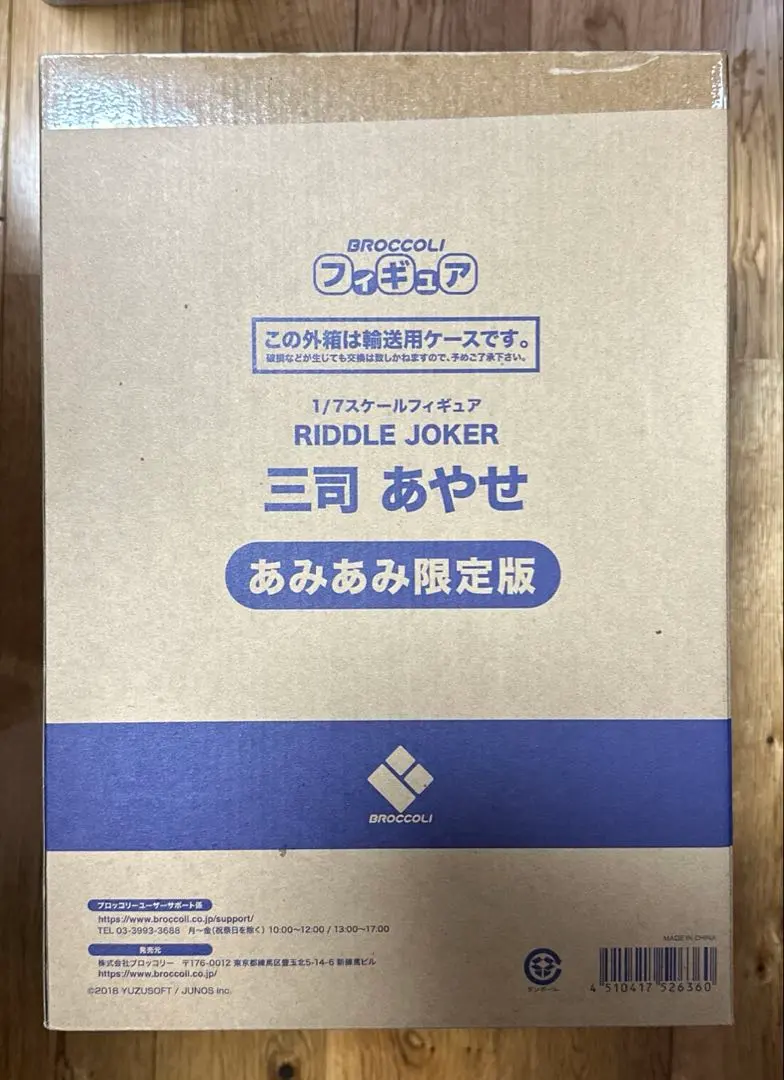 BROCCOLI
フィギュア
この外箱は輸送用ケースです。
破損などが生じても交換は致しかねますので、予めご了承下さい。
1/7スケールフィギュア
RIDDLE JOKER
三司 あやせ
あみあみ限定版
BROCCOLI
ブロッコリーユーザーサポート係
https://www.broccoli.co.jp/support/
TEL 03-3993-3688 月〜金(祝祭日を除く) 10:00〜12:00 / 13:00〜17:00
発売元
株式会社ブロッコリー 〒176-0012 東京都練馬区豊玉北5-14-6 新練馬ビル
https://www.broccoli.co.jp/
©2018 YUZUSOFT / JUNOS Inc.
MADE IN CHINA
ダンボール
4 510417 526360